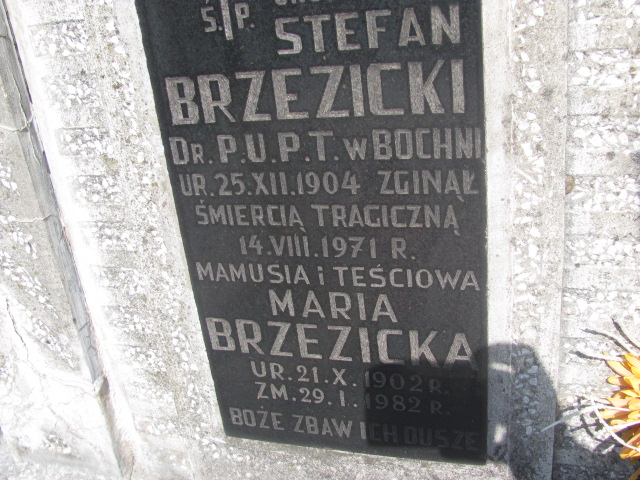 Ś.†P.
STEFAN
BRZEZICKI
DR. P.U.P.T. W BOCHNI
UR. 25.XII.1904 ZGINĄŁ
ŚMIERCIĄ TRAGICZNĄ
14.VIII.1971 R.
MAMUSIA i TEŚCIOWA
MARIA
BRZEZICKA
UR. 21.X.1902 R.
ZM. 29.I.1982 R.
BOŻE ZBAW ICH DUSZE